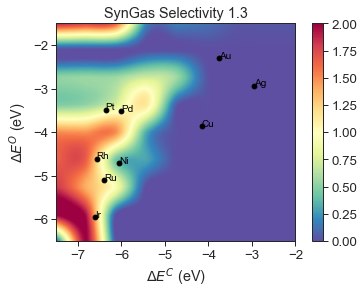 SynGas Selectivity 1.3
ΔE^O (eV)
−2
−3
−4
−5
−6
Au
Ag
Pt
Pd
Cu
Rh
Ni
Ru
Ir
−7
−6
−5
−4
−3
−2
ΔE^C (eV)
2.00
1.75
1.50
1.25
1.00
0.75
0.50
0.25
0.00